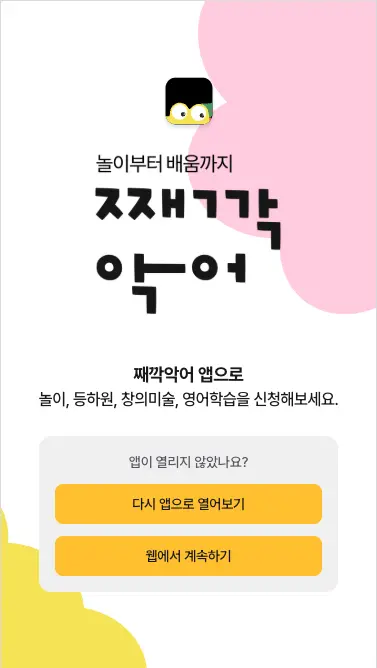 놀이부터 배움까지
째깍
악어
째깍악어 앱으로
놀이, 등하원, 창의미술, 영어학습을 신청해보세요.
앱이 열리지 않았나요?
다시 앱으로 열어보기
웹에서 계속하기